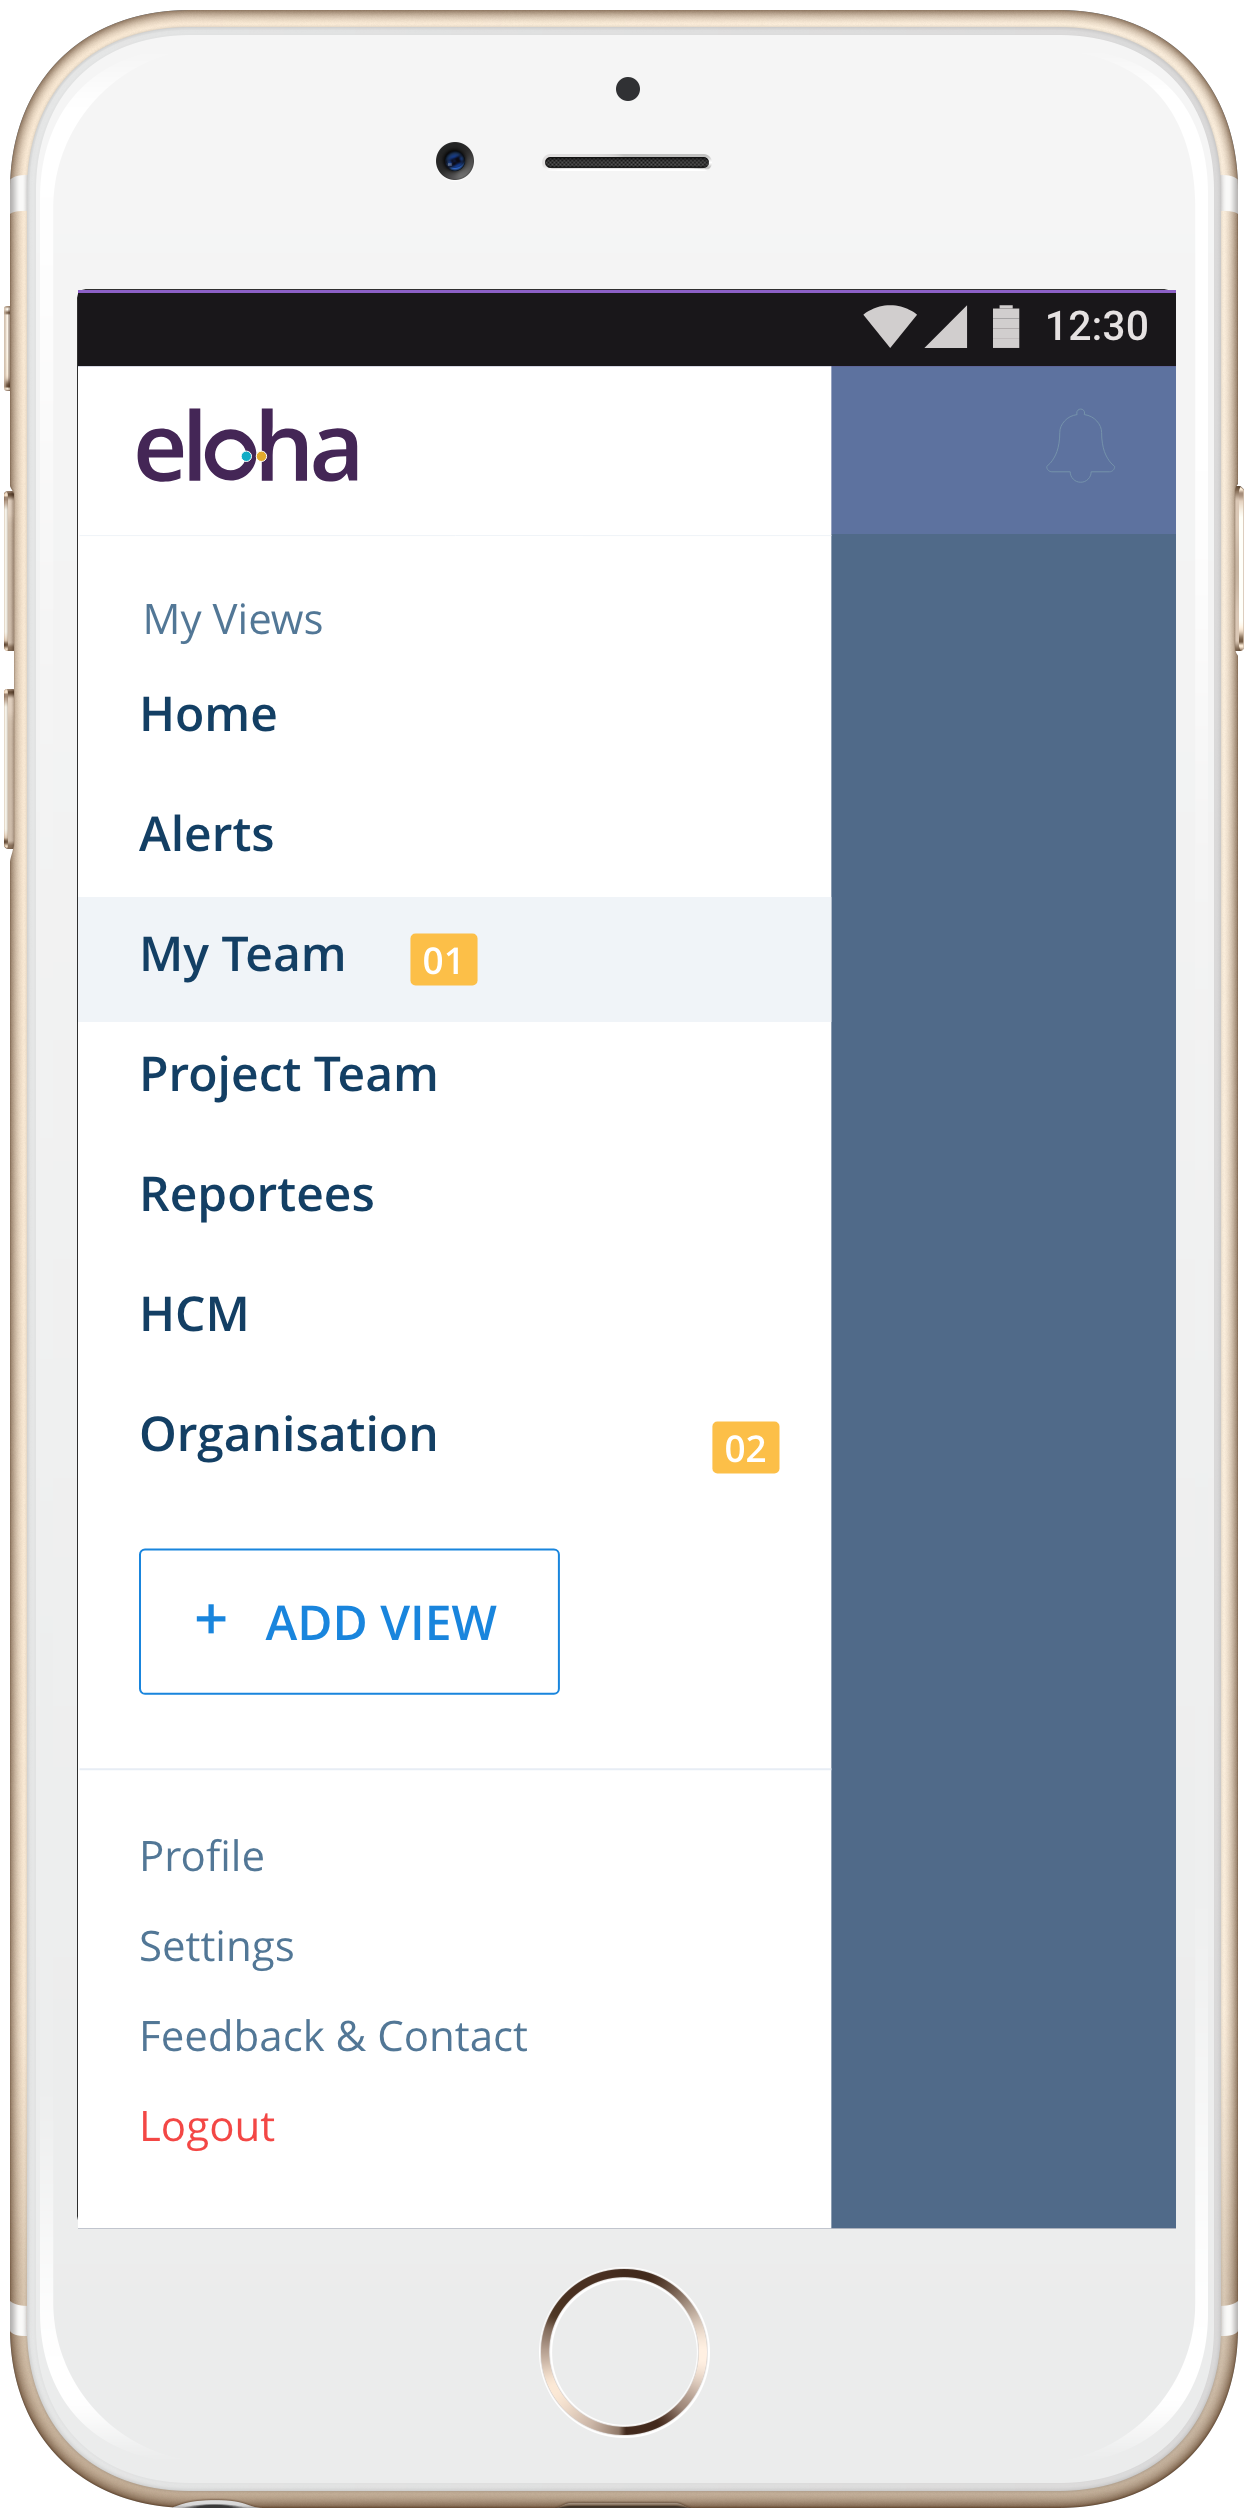 12:30
eloha
My Views
Home
Alerts
My Team 01
Project Team
Reportees
HCM
Organisation 02
+ ADD VIEW
Profile
Settings
Feedback & Contact
Logout